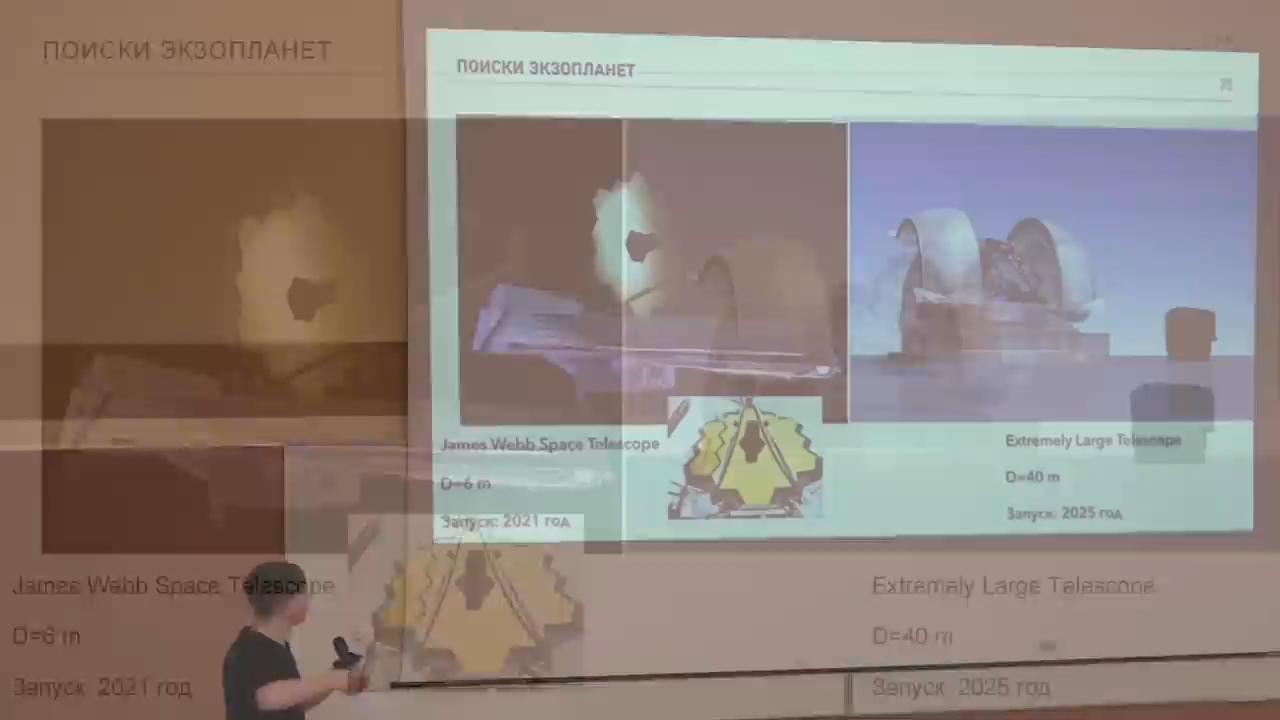 ПОИСКИ ЭКЗОПЛАНЕТ
ПОИСКИ ЭКЗОПЛАНЕТ
James Webb Space Telescope
D=6 m
Запуск: 2021 год
Extremely Large Telescope
D=40 m
Запуск: 2025 год
James Webb Space Telescope
D=6 m
Запуск: 2021 год
Extremely Large Telescope
D=40 m
Запуск: 2025 год